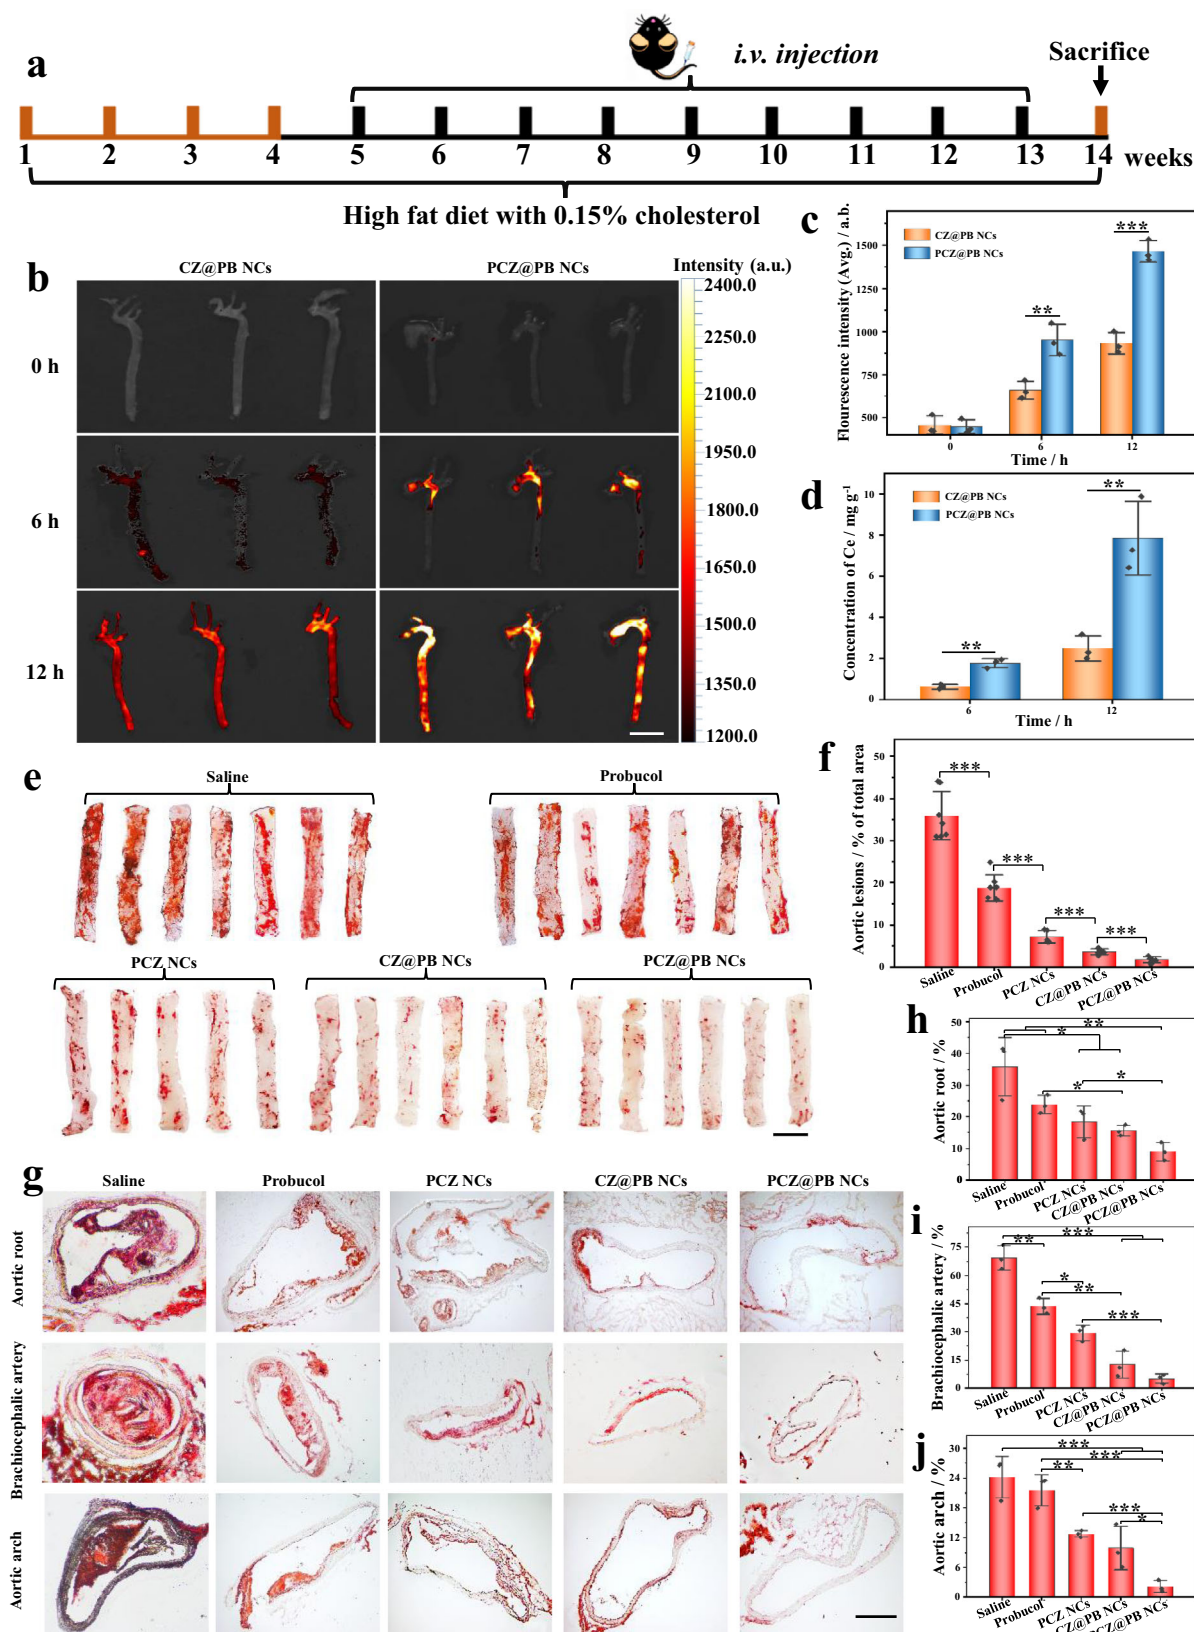 a
i.v. injection
Sacrifice
1 2 3 4 5 6 7 8 9 10 11 12 13 14 weeks
High fat diet with 0.15% cholesterol
b
CZ@PB NCs
PCZ@PB NCs
Intensity (a.u.)
0 h
6 h
12 h
2400.0
2250.0
2100.0
1950.0
1800.0
1650.0
1500.0
1350.0
1200.0
c
Flourescence intensity (Avg.) / a.b.
1500
1250
1000
750
500
CZ@PB NCs
PCZ@PB NCs
**
***
0 6 12
Time / h
d
Concentration of Ce / mg g-1
10
8
6
4
2
0
CZ@PB NCs
PCZ@PB NCs
**
**
6 12
Time / h
e
Saline
Probucol
PCZ NCs
CZ@PB NCs
PCZ@PB NCs
f
Aortic lesions / % of total area
50
40
30
20
10
0
***
***
***
***
Saline
Probucol
PCZ NCs
CZ@PB NCs
PCZ@PB NCs
g
Saline
Probucol
PCZ NCs
CZ@PB NCs
PCZ@PB NCs
Aortic root
Brachiocephalic artery
Aortic arch
h
Aortic root / %
50
40
30
20
10
0
**
*
*
*
Saline
Probucol
PCZ NCs
CZ@PB NCs
PCZ@PB NCs
i
Brachiocephalic artery / %
75
60
45
30
15
0
***
**
*
**
***
Saline
Probucol
PCZ NCs
CZ@PB NCs
PCZ@PB NCs
j
Aortic arch / %
30
24
18
12
6
0
***
***
**
***
*
Saline
Probucol
PCZ NCs
CZ@PB NCs
PCZ@PB NCs